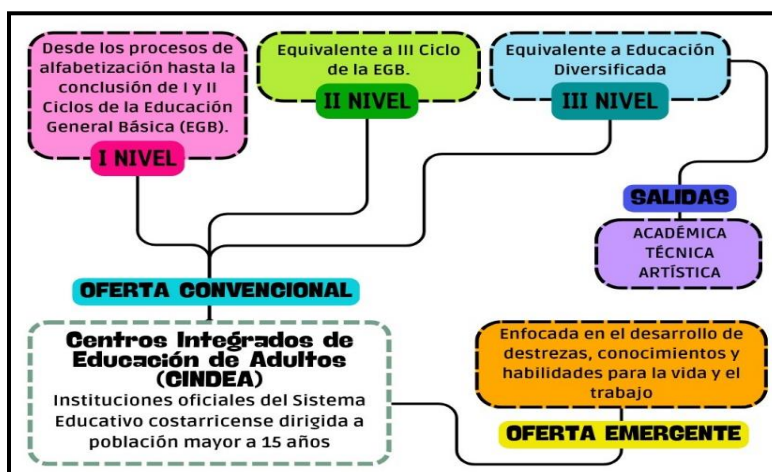 Desde los procesos de
alfabetización hasta la
conclusión de I y II
Ciclos de la Educación
General Básica (EGB).
I NIVEL
Equivalente a III Ciclo
de la EGB.
II NIVEL
Equivalente a Educación
Diversificada
III NIVEL
SALIDAS
ACADÉMICA
TÉCNICA
ARTÍSTICA
OFERTA CONVENCIONAL
Centros Integrados de
Educación de Adultos
(CINDEA)
Instituciones oficiales del Sistema
Educativo costarricense dirigida a
población mayor a 15 años
Enfocada en el desarrollo de
destrezas, conocimientos y
habilidades para la vida y el
trabajo
OFERTA EMERGENTE